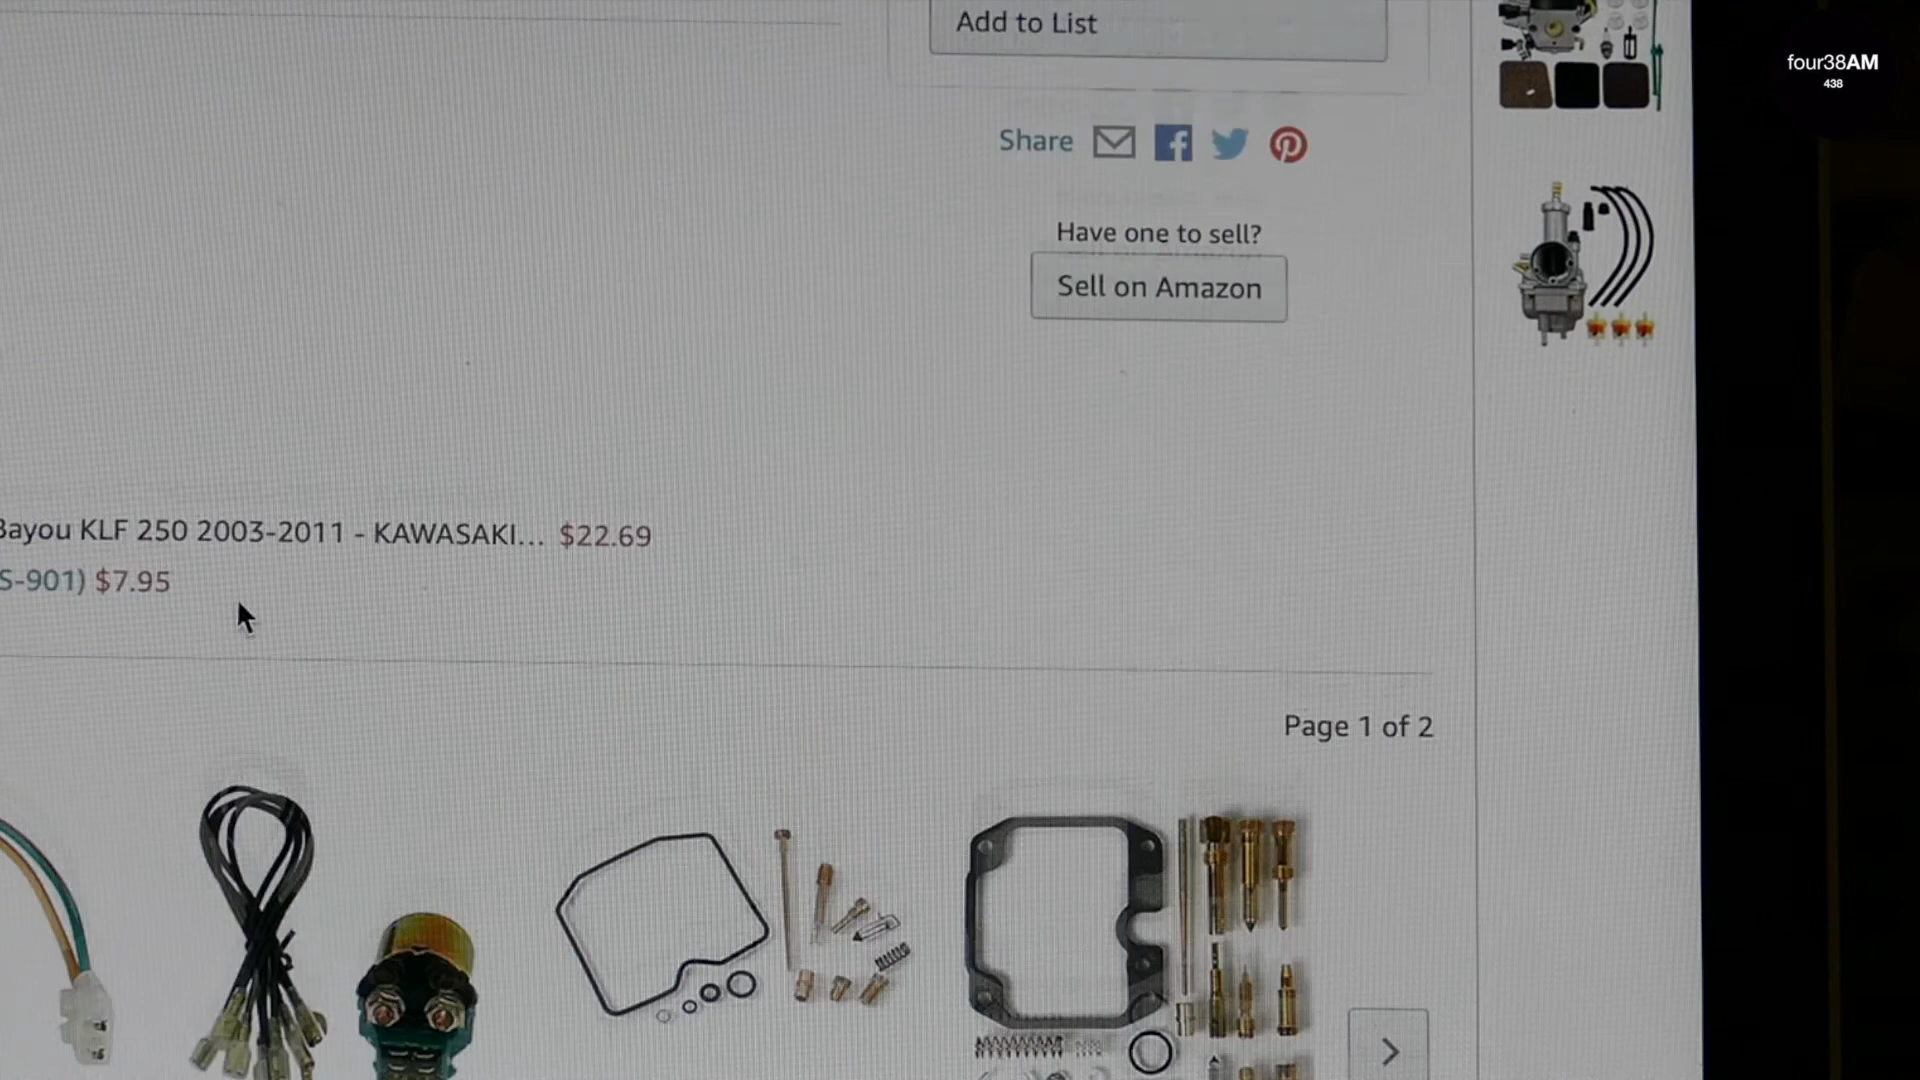 Add to List
four38AM
438
Share
Have one to sell?
Sell on Amazon
Bayou KLF 250 2003-2011 - KAWASAKI... $22.69
S-901) $7.95
Page 1 of 2